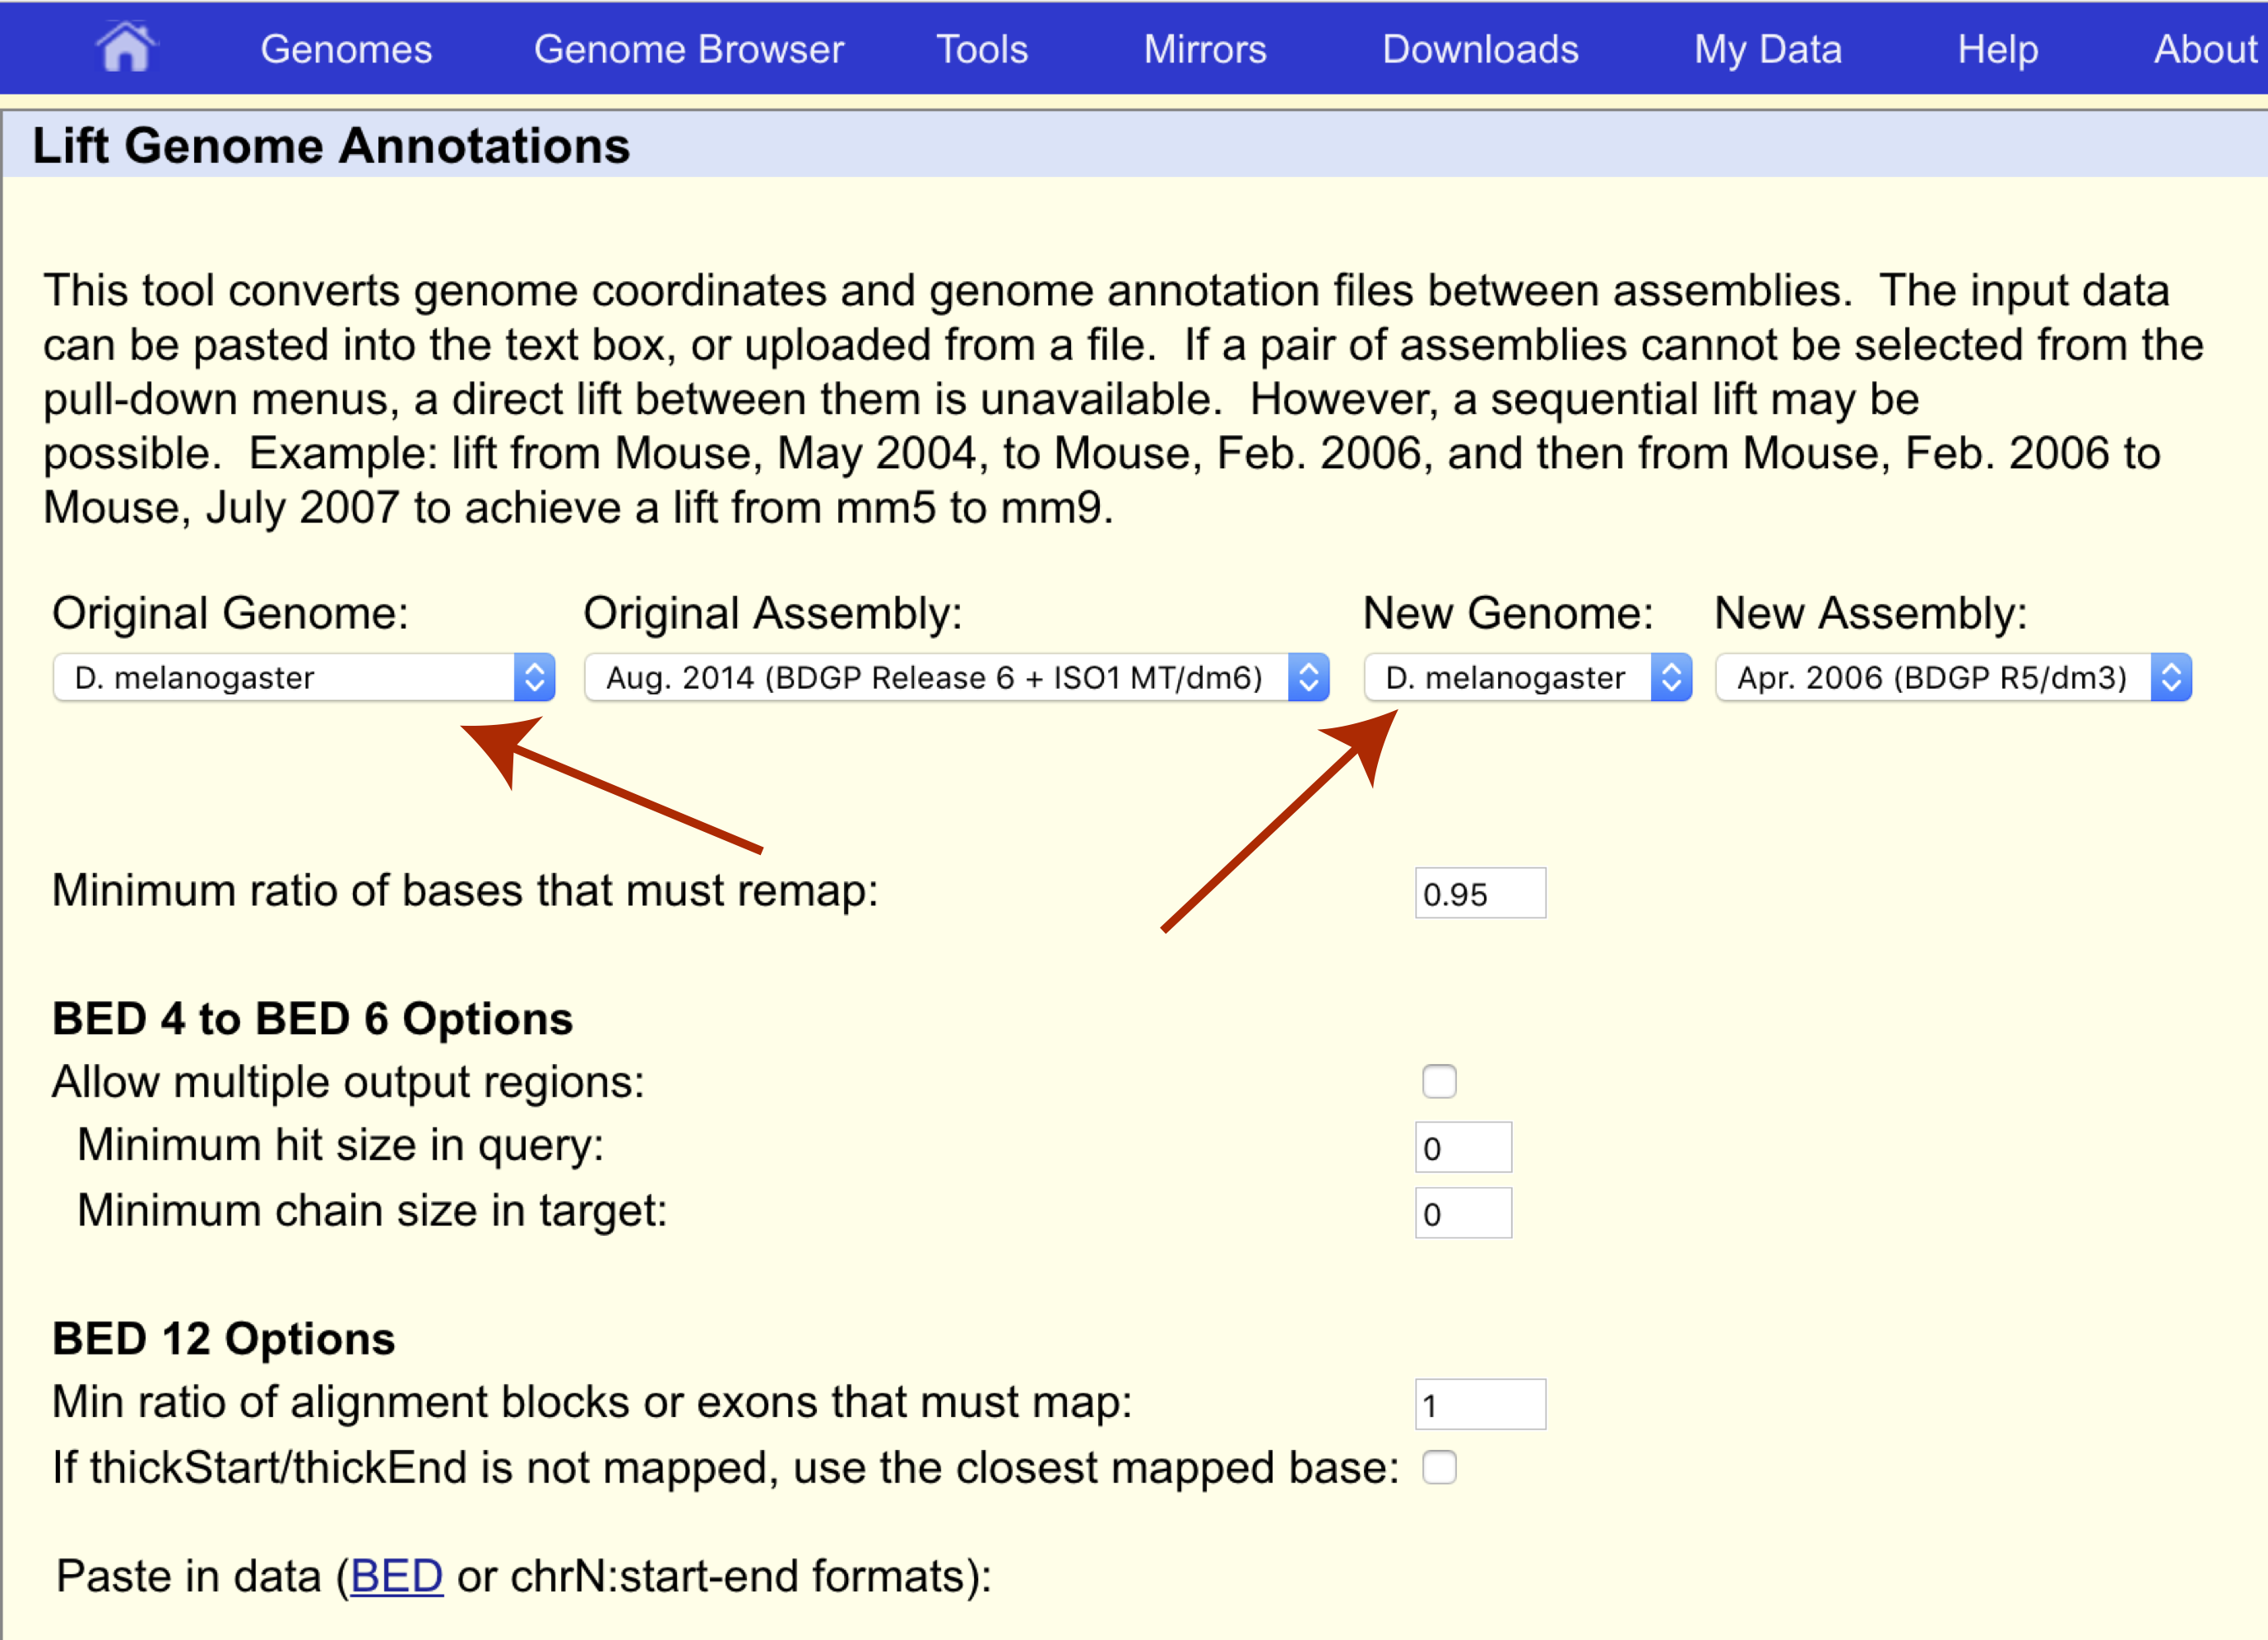 Genomes Genome Browser Tools Mirrors Downloads My Data Help About
Lift Genome Annotations
This tool converts genome coordinates and genome annotation files between assemblies.  The input data
can be pasted into the text box, or uploaded from a file.  If a pair of assemblies cannot be selected from the
pull-down menus, a direct lift between them is unavailable.  However, a sequential lift may be
possible.  Example: lift from Mouse, May 2004, to Mouse, Feb. 2006, and then from Mouse, Feb. 2006 to
Mouse, July 2007 to achieve a lift from mm5 to mm9.
Original Genome: Original Assembly: New Genome: New Assembly:
D. melanogaster Aug. 2014 (BDGP Release 6 + ISO1 MT/dm6) D. melanogaster Apr. 2006 (BDGP R5/dm3)
Minimum ratio of bases that must remap: 0.95
BED 4 to BED 6 Options
Allow multiple output regions:
Minimum hit size in query: 0
Minimum chain size in target: 0
BED 12 Options
Min ratio of alignment blocks or exons that must map: 1
If thickStart/thickEnd is not mapped, use the closest mapped base:
Paste in data (BED or chrN:start-end formats):